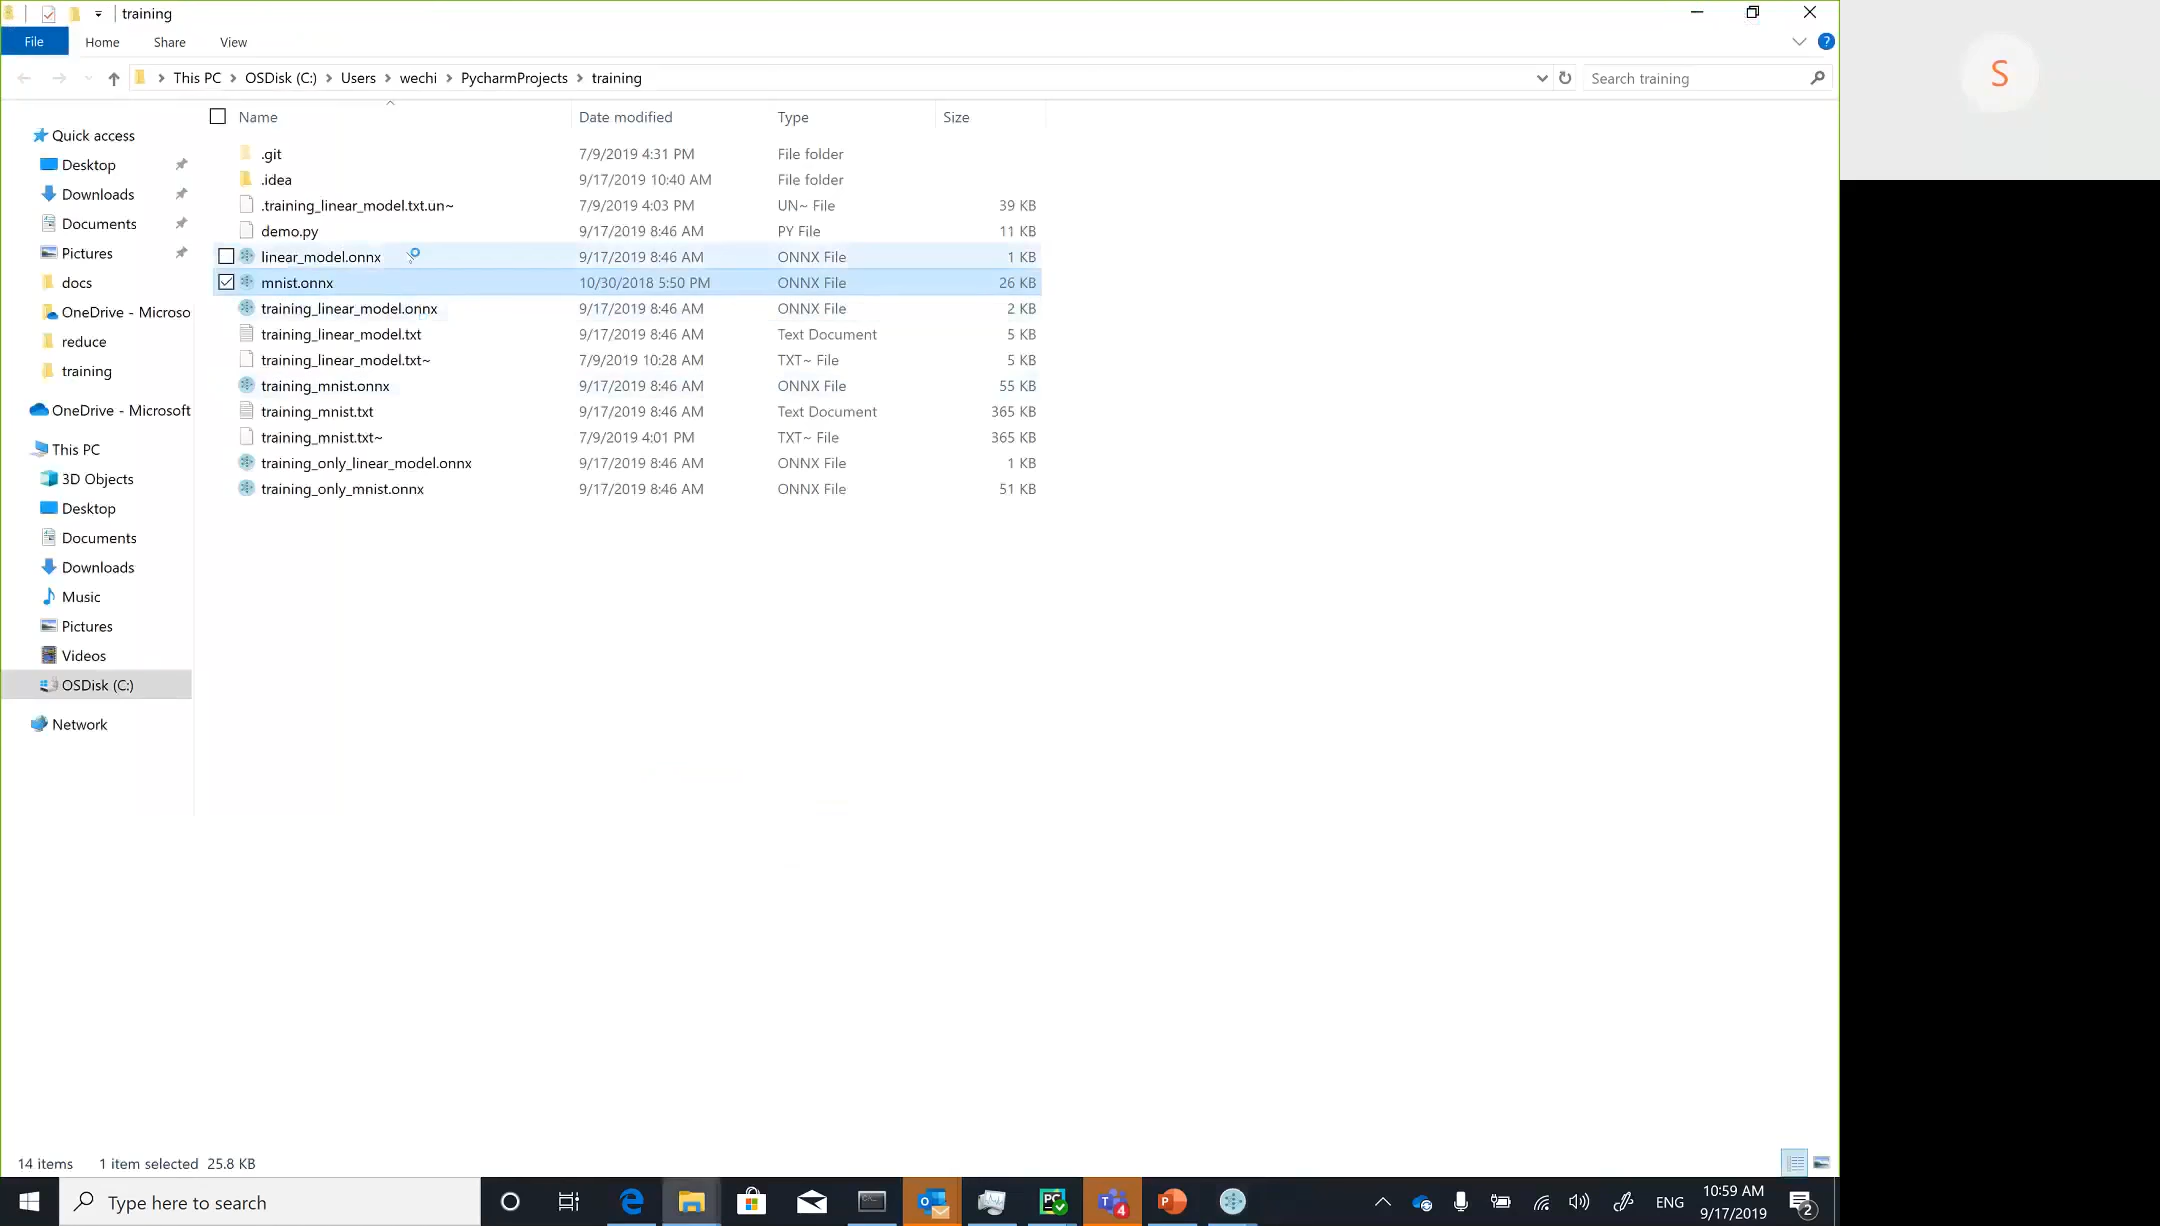 training
File Home Share View
This PC OSDisk (C:) Users wechi PycharmProjects training Search training
Name Date modified Type Size
.git 7/9/2019 4:31 PM File folder
.idea 9/17/2019 10:40 AM File folder
.training_linear_model.txt.un~ 7/9/2019 4:03 PM UN~ File 39 KB
demo.py 9/17/2019 8:46 AM PY File 11 KB
linear_model.onnx 9/17/2019 8:46 AM ONNX File 1 KB
mnist.onnx 10/30/2018 5:50 PM ONNX File 26 KB
training_linear_model.onnx 9/17/2019 8:46 AM ONNX File 2 KB
training_linear_model.txt 9/17/2019 8:46 AM Text Document 5 KB
training_linear_model.txt~ 7/9/2019 10:28 AM TXT~ File 5 KB
training_mnist.onnx 9/17/2019 8:46 AM ONNX File 55 KB
training_mnist.txt 9/17/2019 8:46 AM Text Document 365 KB
training_mnist.txt~ 7/9/2019 4:01 PM TXT~ File 365 KB
training_only_linear_model.onnx 9/17/2019 8:46 AM ONNX File 1 KB
training_only_mnist.onnx 9/17/2019 8:46 AM ONNX File 51 KB
Quick access
Desktop
Downloads
Documents
Pictures
docs
OneDrive - Microso
reduce
training
OneDrive - Microsoft
This PC
3D Objects
Desktop
Documents
Downloads
Music
Pictures
Videos
OSDisk (C:)
Network
S
14 items 1 item selected 25.8 KB
Type here to search
PC
4
P
ENG
10:59 AM
9/17/2019
2